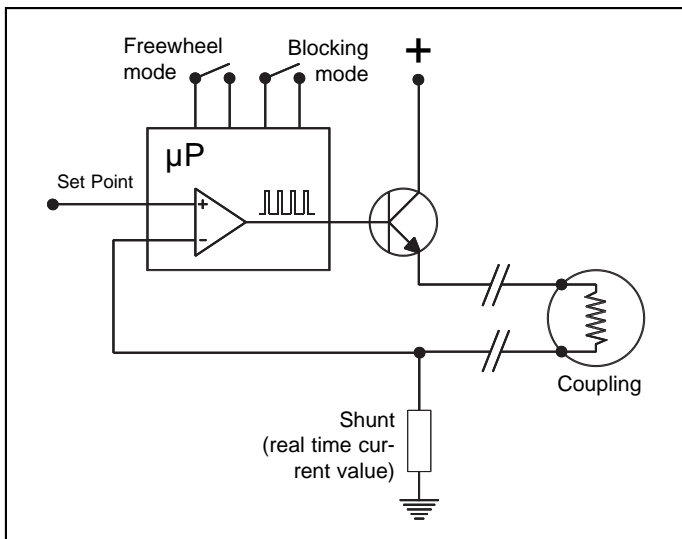 Freewheel
mode
Blocking
mode
+
µP
Set Point
+
−
Coupling
Shunt
(real time cur-
rent value)